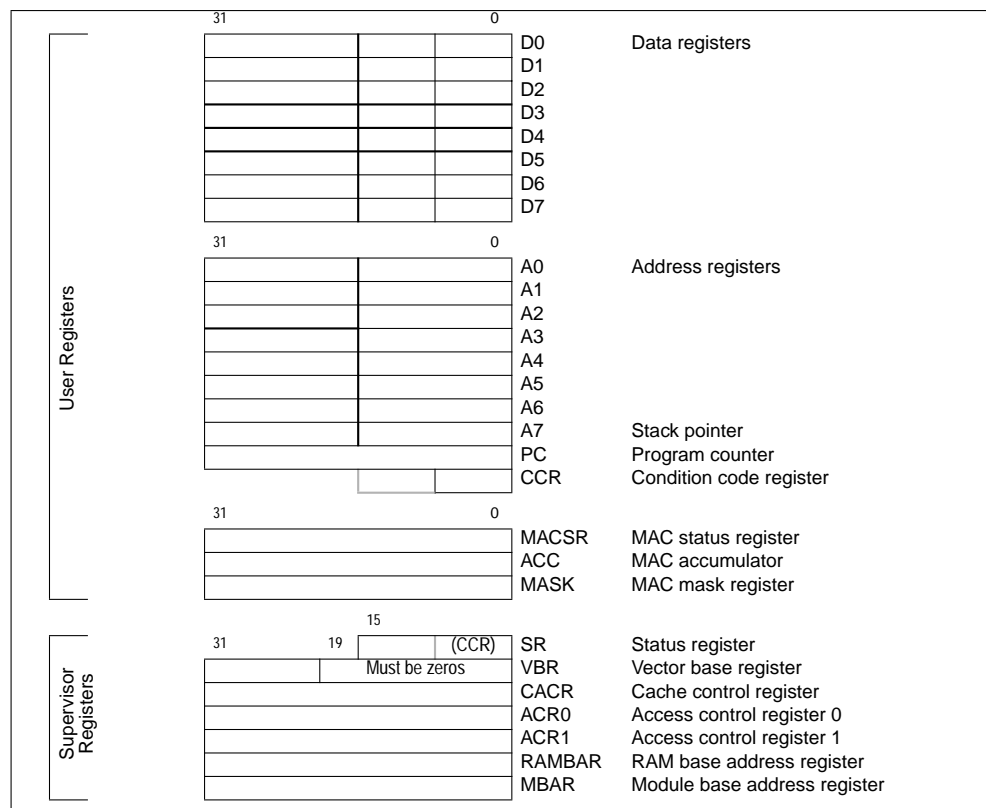 31 0
D0 Data registers
D1
D2
D3
D4
D5
D6
D7
31 0
A0 Address registers
A1
A2
A3
A4
A5
A6
A7 Stack pointer
PC Program counter
CCR Condition code register
User Registers
31 0
MACSR MAC status register
ACC MAC accumulator
MASK MAC mask register
15
31 19 (CCR) SR Status register
Must be zeros VBR Vector base register
CACR Cache control register
ACR0 Access control register 0
ACR1 Access control register 1
RAMBAR RAM base address register
MBAR Module base address register
Supervisor
Registers